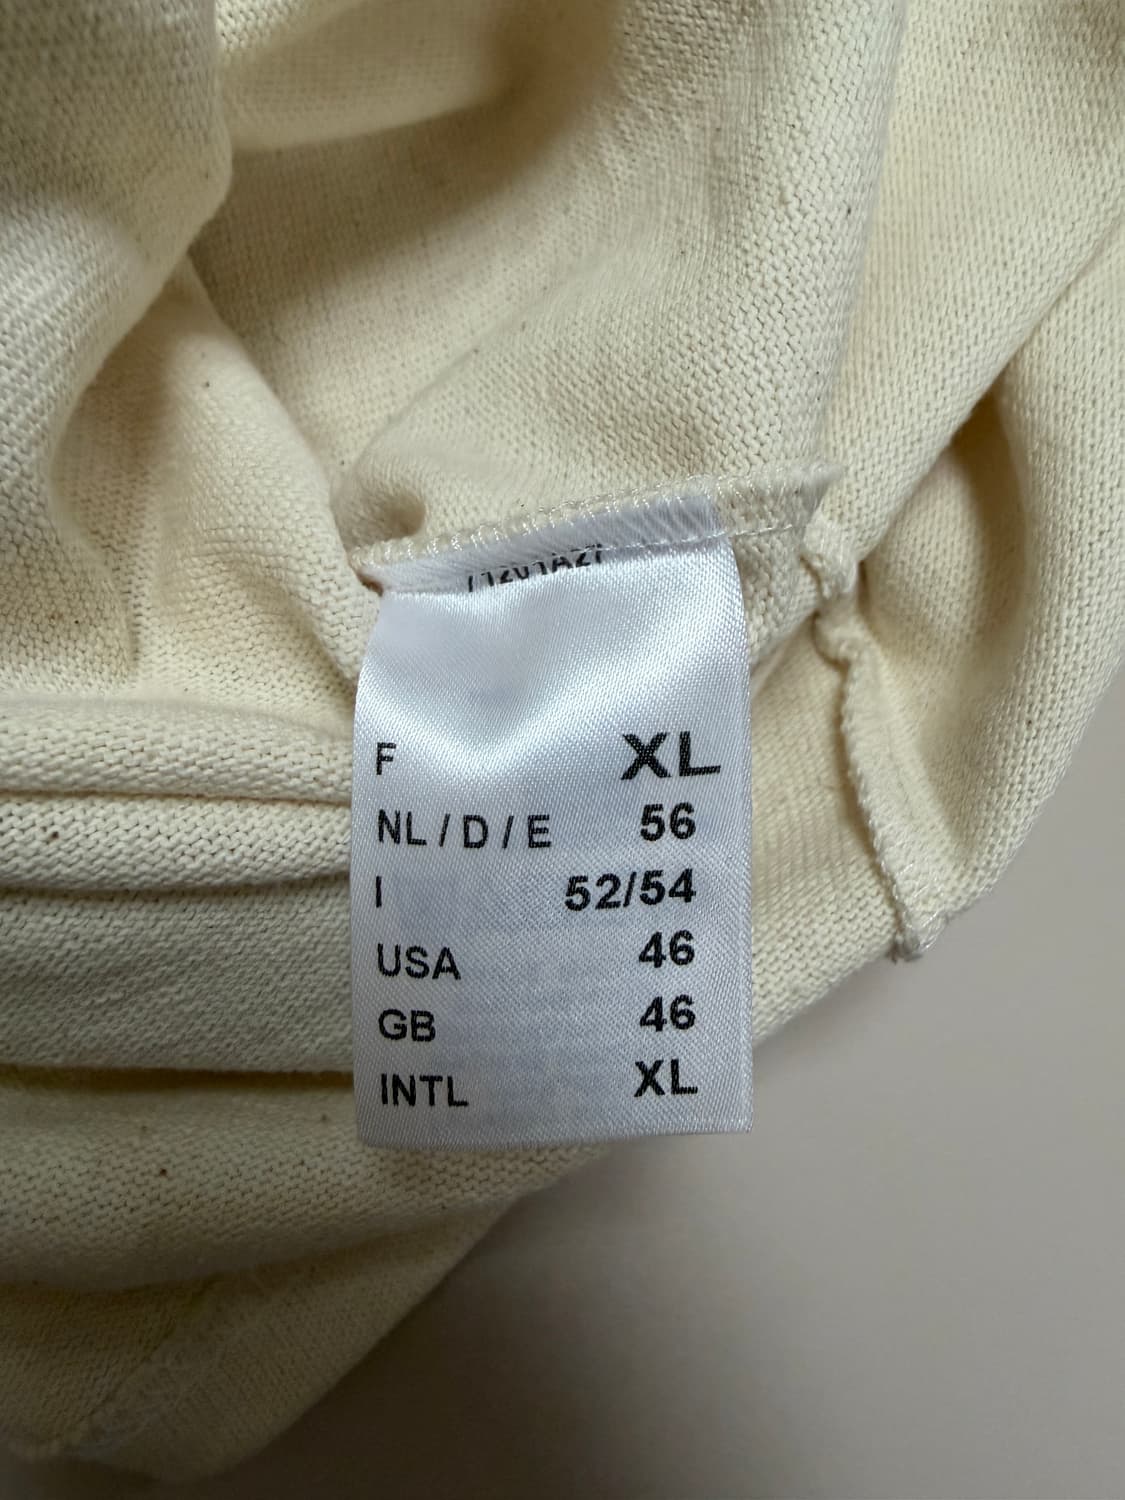 F XL
NL / D / E 56
I 52/54
USA 46
GB 46
INTL XL